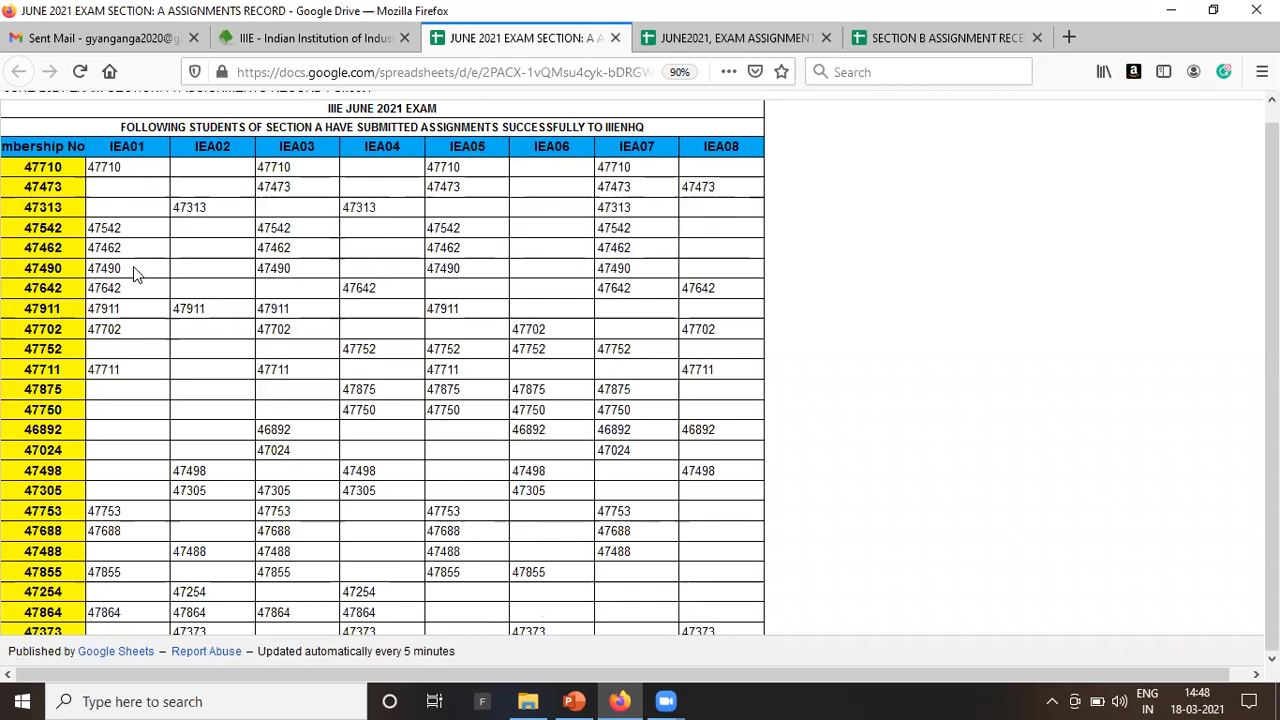 JUNE 2021 EXAM SECTION: A ASSIGNMENTS RECORD - Google Drive — Mozilla Firefox
Sent Mail - gyanganga2020@g
IIIE - Indian Institution of Indust
JUNE 2021 EXAM SECTION: A A
JUNE2021, EXAM ASSIGNMENT
SECTION B ASSIGNMENT RECE
https://docs.google.com/spreadsheets/d/e/2PACX-1vQMsu4cyk-bDRGW
90%
Search
IIIE JUNE 2021 EXAM
FOLLOWING STUDENTS OF SECTION A HAVE SUBMITTED ASSIGNMENTS SUCCESSFULLY TO IIIENHQ
mbership No IEA01 IEA02 IEA03 IEA04 IEA05 IEA06 IEA07 IEA08
47710 47710 47710 47710 47710
47473 47473 47473 47473 47473
47313 47313 47313 47313
47542 47542 47542 47542 47542
47462 47462 47462 47462 47462
47490 47490 47490 47490 47490
47642 47642 47642 47642 47642
47911 47911 47911 47911 47911
47702 47702 47702 47702 47702
47752 47752 47752 47752 47752
47711 47711 47711 47711 47711
47875 47875 47875 47875 47875
47750 47750 47750 47750 47750
46892 46892 46892 46892 46892
47024 47024 47024
47498 47498 47498 47498 47498
47305 47305 47305 47305 47305
47753 47753 47753 47753 47753
47688 47688 47688 47688 47688
47488 47488 47488 47488 47488
47855 47855 47855 47855 47855
47254 47254 47254
47864 47864 47864 47864 47864
47373 47373 47373 47373 47373
Published by Google Sheets – Report Abuse – Updated automatically every 5 minutes
Type here to search
F
ENG
IN
14:48
18-03-2021